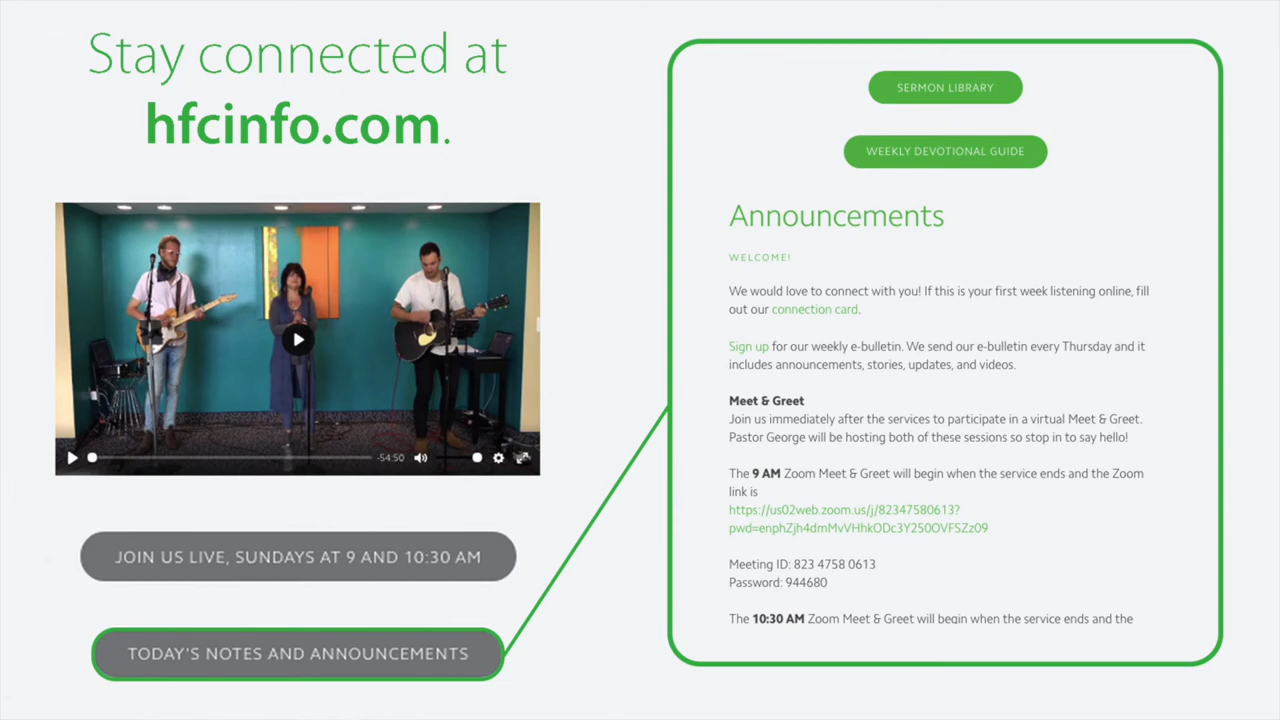 Stay connected at
hfcinfo.com.
-54:50
JOIN US LIVE, SUNDAYS AT 9 AND 10:30 AM
TODAY'S NOTES AND ANNOUNCEMENTS
SERMON LIBRARY
WEEKLY DEVOTIONAL GUIDE
Announcements
WELCOME!
We would love to connect with you! If this is your first week listening online, fill
out our connection card.
Sign up for our weekly e-bulletin. We send our e-bulletin every Thursday and it
includes announcements, stories, updates, and videos.
Meet & Greet
Join us immediately after the services to participate in a virtual Meet & Greet.
Pastor George will be hosting both of these sessions so stop in to say hello!
The 9 AM Zoom Meet & Greet will begin when the service ends and the Zoom
link is
https://us02web.zoom.us/j/82347580613?
pwd=enphZjh4dmMvVHhkODc3Y250OVFSZz09
Meeting ID: 823 4758 0613
Password: 944680
The 10:30 AM Zoom Meet & Greet will begin when the service ends and the